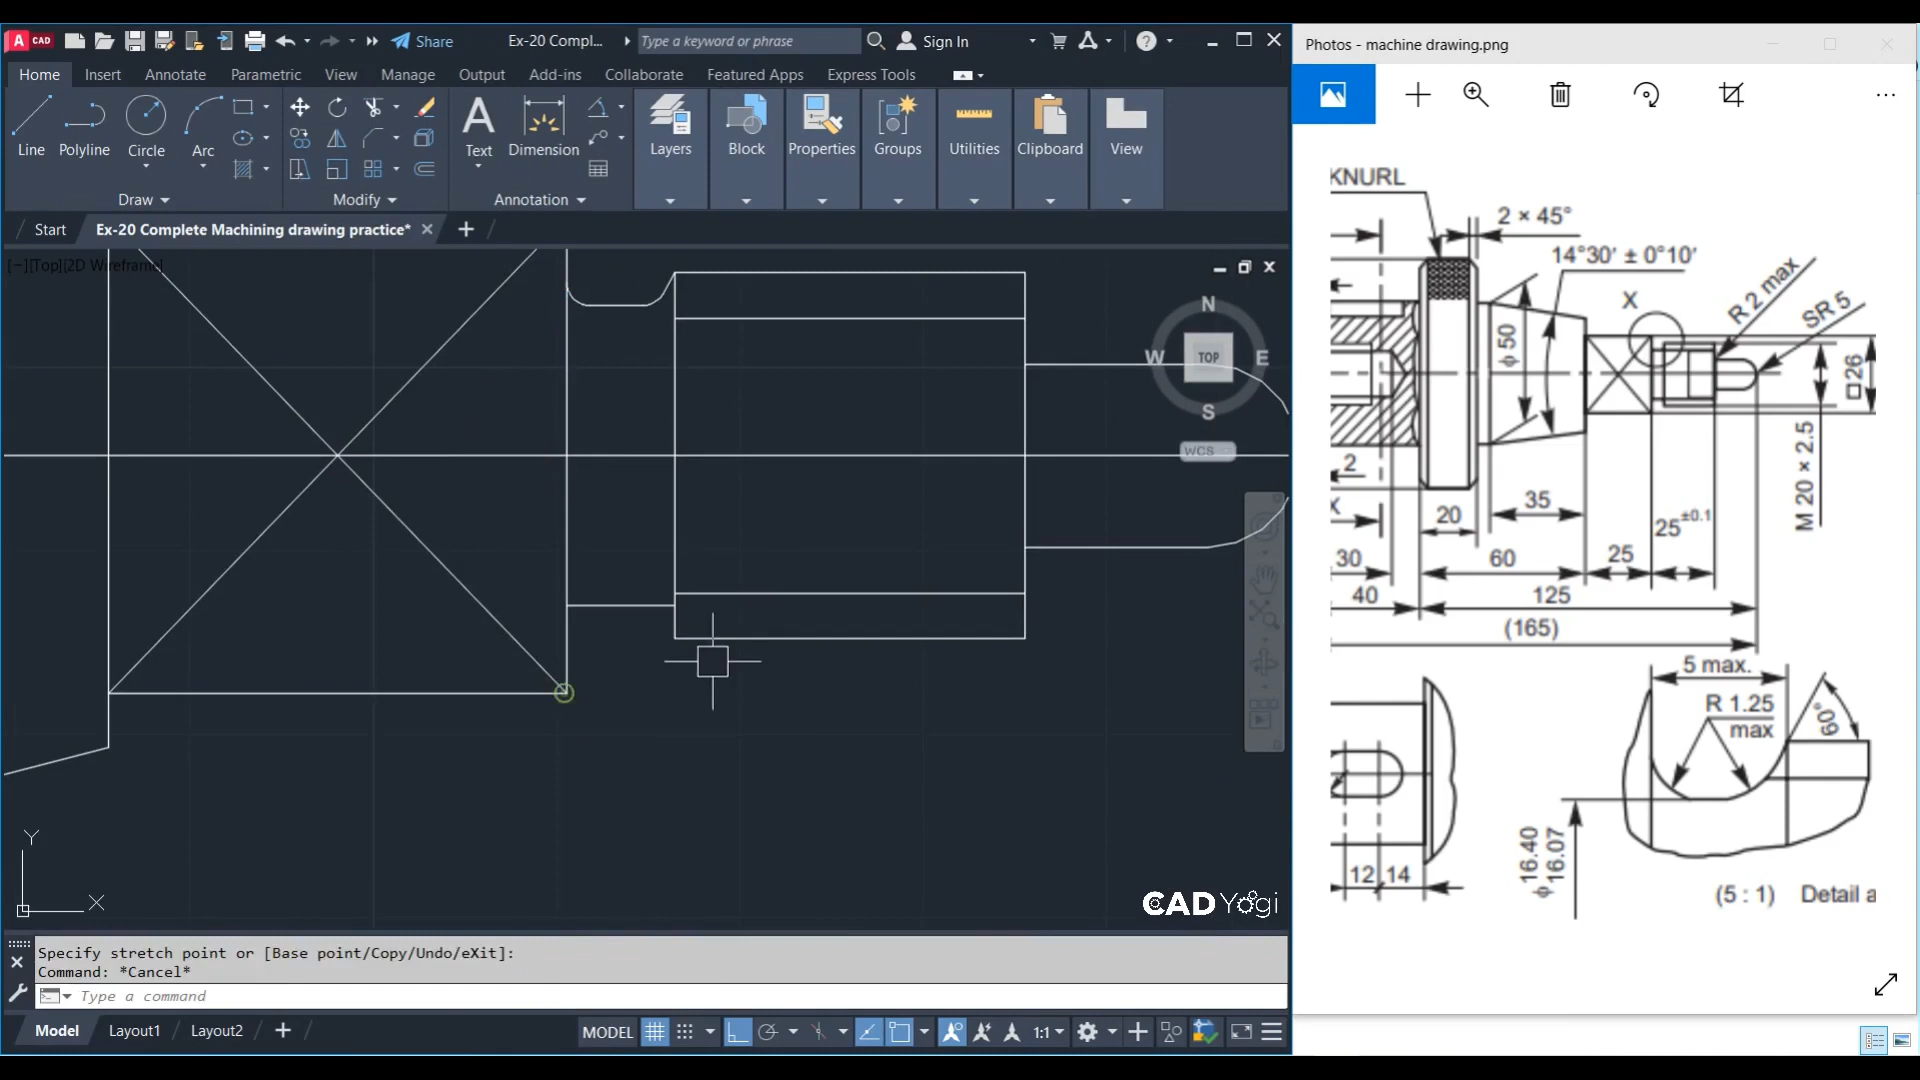 A CAD
Share
Ex-20 Compl...
Type a keyword or phrase
Sign In
Home
Insert
Annotate
Parametric
View
Manage
Output
Add-ins
Collaborate
Featured Apps
Express Tools
Line
Polyline
Circle
Arc
Text
Dimension
Layers
Block
Properties
Groups
Utilities
Clipboard
View
Draw
Modify
Annotation
Start
Ex-20 Complete Machining drawing practice*
[−][Top][2D Wireframe]
N
W
TOP
E
S
WCS
Y
X
CAD Yogi
Specify stretch point or [Base point/Copy/Undo/eXit]:
Command: *Cancel*
Type a command
Model
Layout1
Layout2
MODEL
1:1
Photos - machine drawing.png
KNURL
2 × 45°
14°30′ ± 0°10′
X
R 2 max
SR 5
ϕ 50
□26
2
X
20
35
25±0.1
M 20 × 2.5
30
60
25
40
125
(165)
5 max.
R 1.25
max
60°
ϕ 16.40
16.07
12
14
(5 : 1)
Detail a